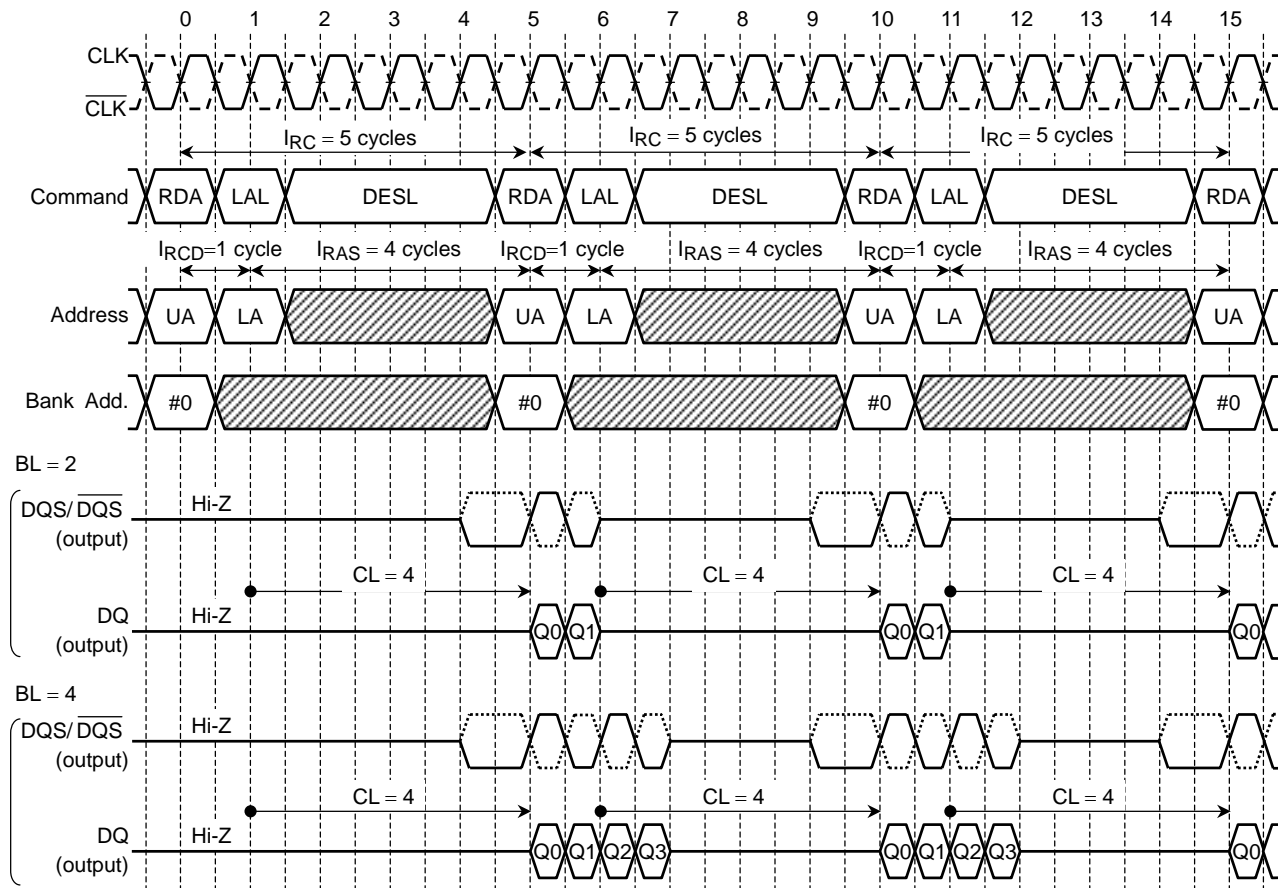 0 1 2 3 4 5 6 7 8 9 10 11 12 13 14 15
CLK
CLK
IRC = 5 cycles IRC = 5 cycles IRC = 5 cycles
Command RDA LAL DESL RDA LAL DESL RDA LAL DESL RDA
IRCD=1 cycle IRAS = 4 cycles IRCD=1 cycle IRAS = 4 cycles IRCD=1 cycle IRAS = 4 cycles
Address UA LA UA LA UA LA UA
Bank Add. #0 #0 #0 #0
BL = 2
DQS/DQS Hi-Z
(output)
CL = 4 CL = 4 CL = 4
DQ Hi-Z Q0 Q1 Q0 Q1 Q0
(output)
BL = 4
DQS/DQS Hi-Z
(output)
CL = 4 CL = 4 CL = 4
DQ Hi-Z Q0 Q1 Q2 Q3 Q0 Q1 Q2 Q3 Q0
(output)